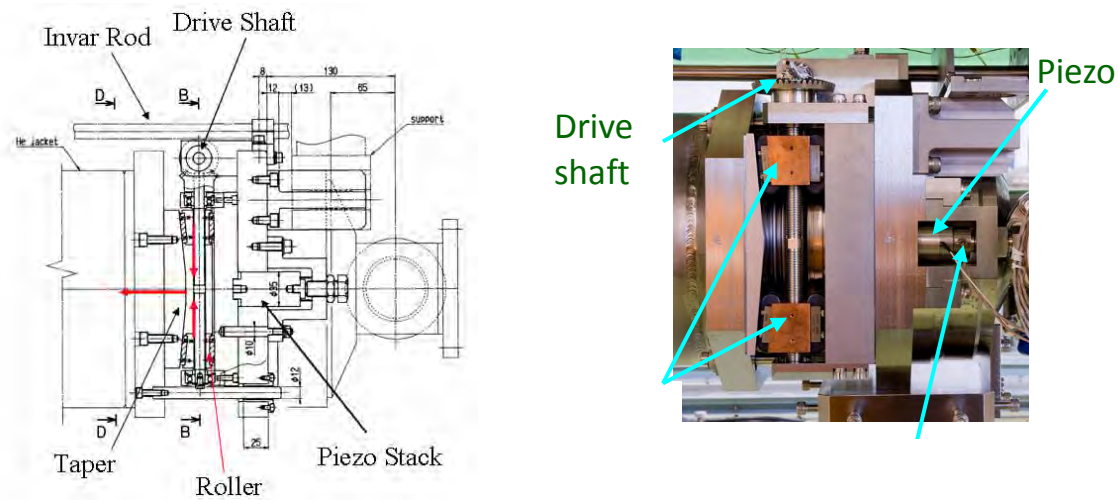 Drive Shaft
Invar Rod
8
130
12
(13)
65
D
B
support
He jacket
Φ35
Φ10
Φ12
D
B
25
Taper
Piezo Stack
Roller
Piezo
Drive
shaft